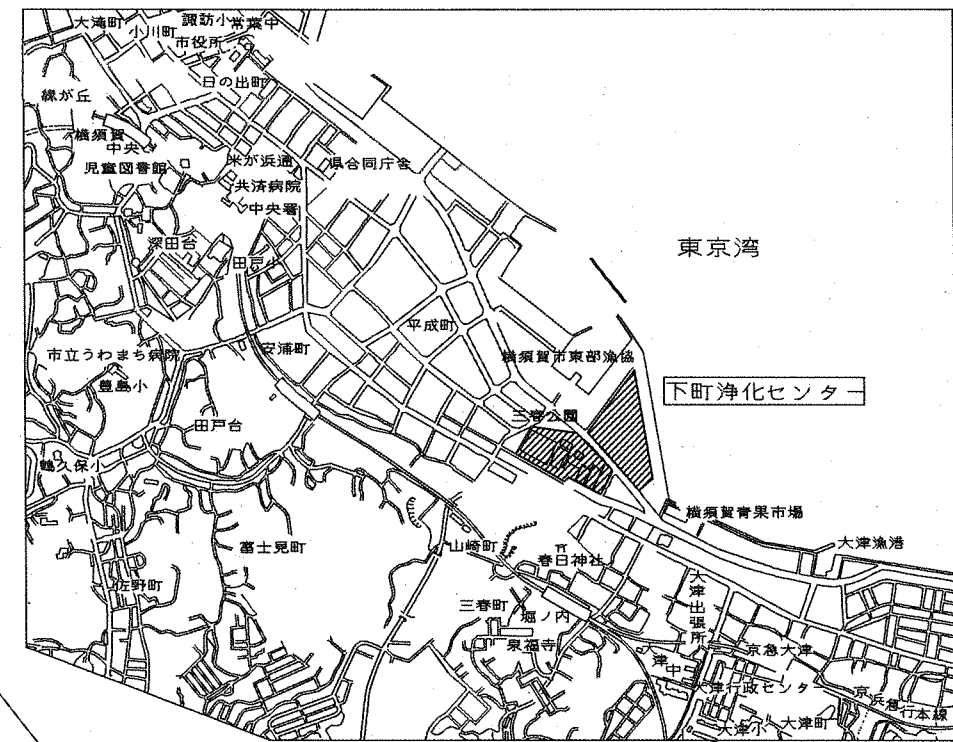 大滝町
小川町
諏訪小
常葉中
市役所
日の出町
緑が丘
横須賀
中央
児童図書館
米が浜通
県合同庁舎
共済病院
中央署
深田台
田戸小
東京湾
平成町
安浦町
市立うわまち病院
豊島小
横須賀市東部漁協
下町浄化センター
三春公園
田戸台
鶴久保小
横須賀青果市場
大津漁港
富士見町
山崎町
春日神社
佐野町
大津出張所
三春町
堀ノ内
泉福寺
京急大津
大津中
大津行政センター
京浜急行本線
大津小
大津町